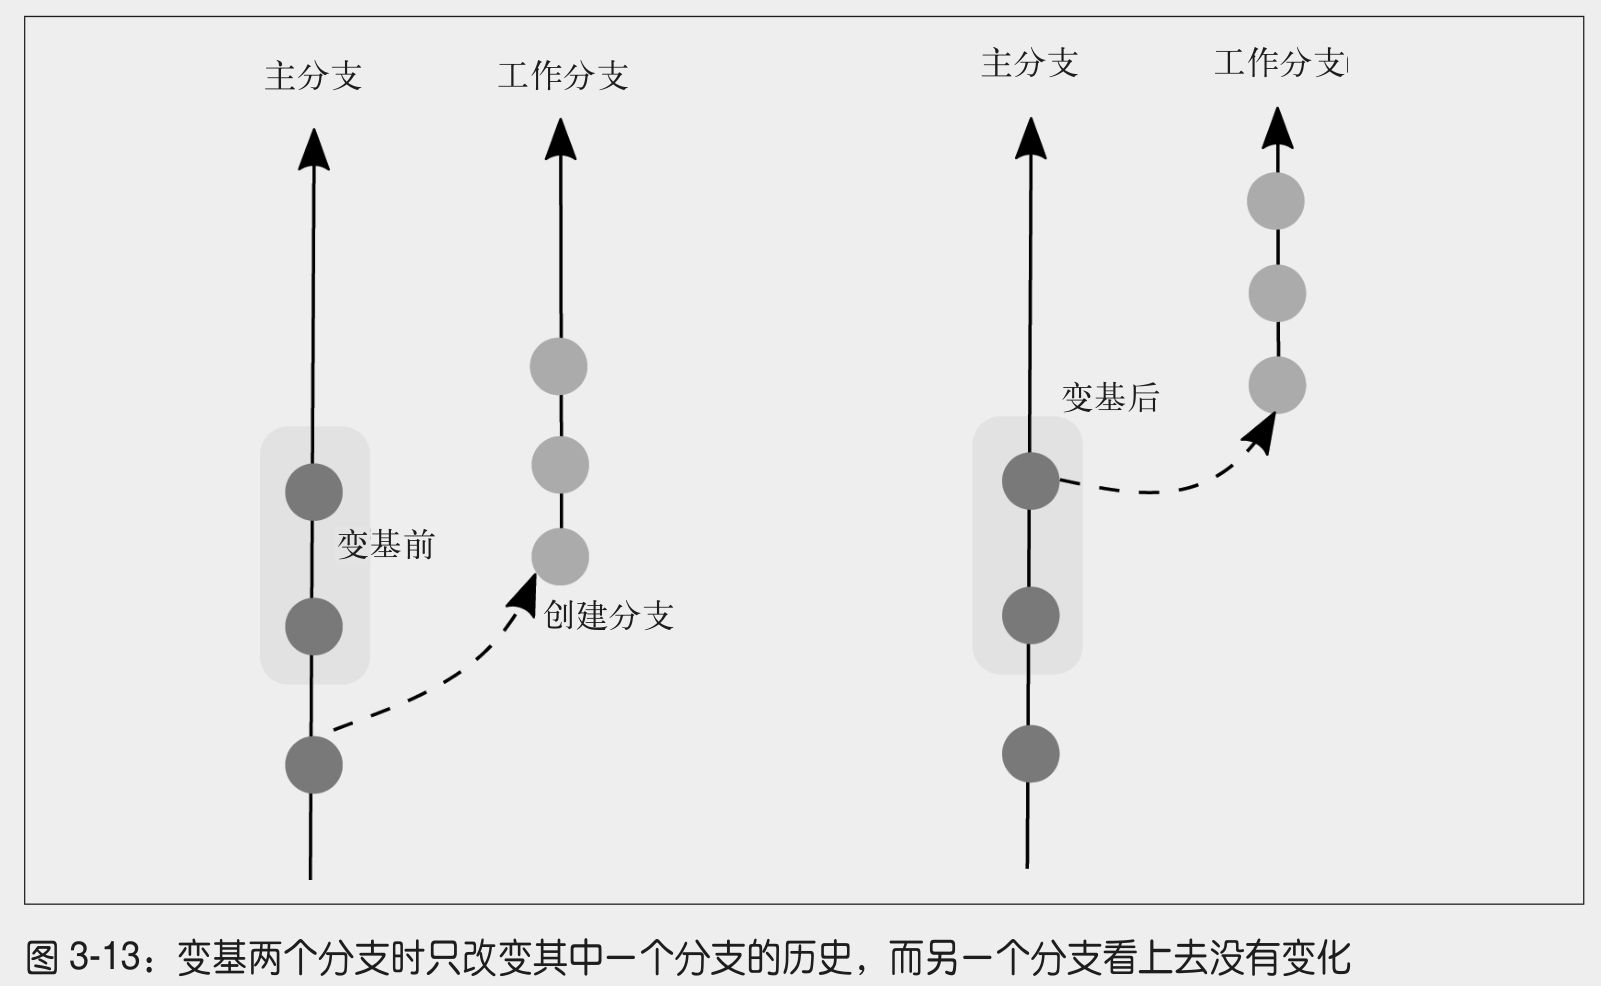 主分支
工作分支
变基前
创建分支
主分支
工作分支
变基后
图 3-13：变基两个分支时只改变其中一个分支的历史，而另一个分支看上去没有变化